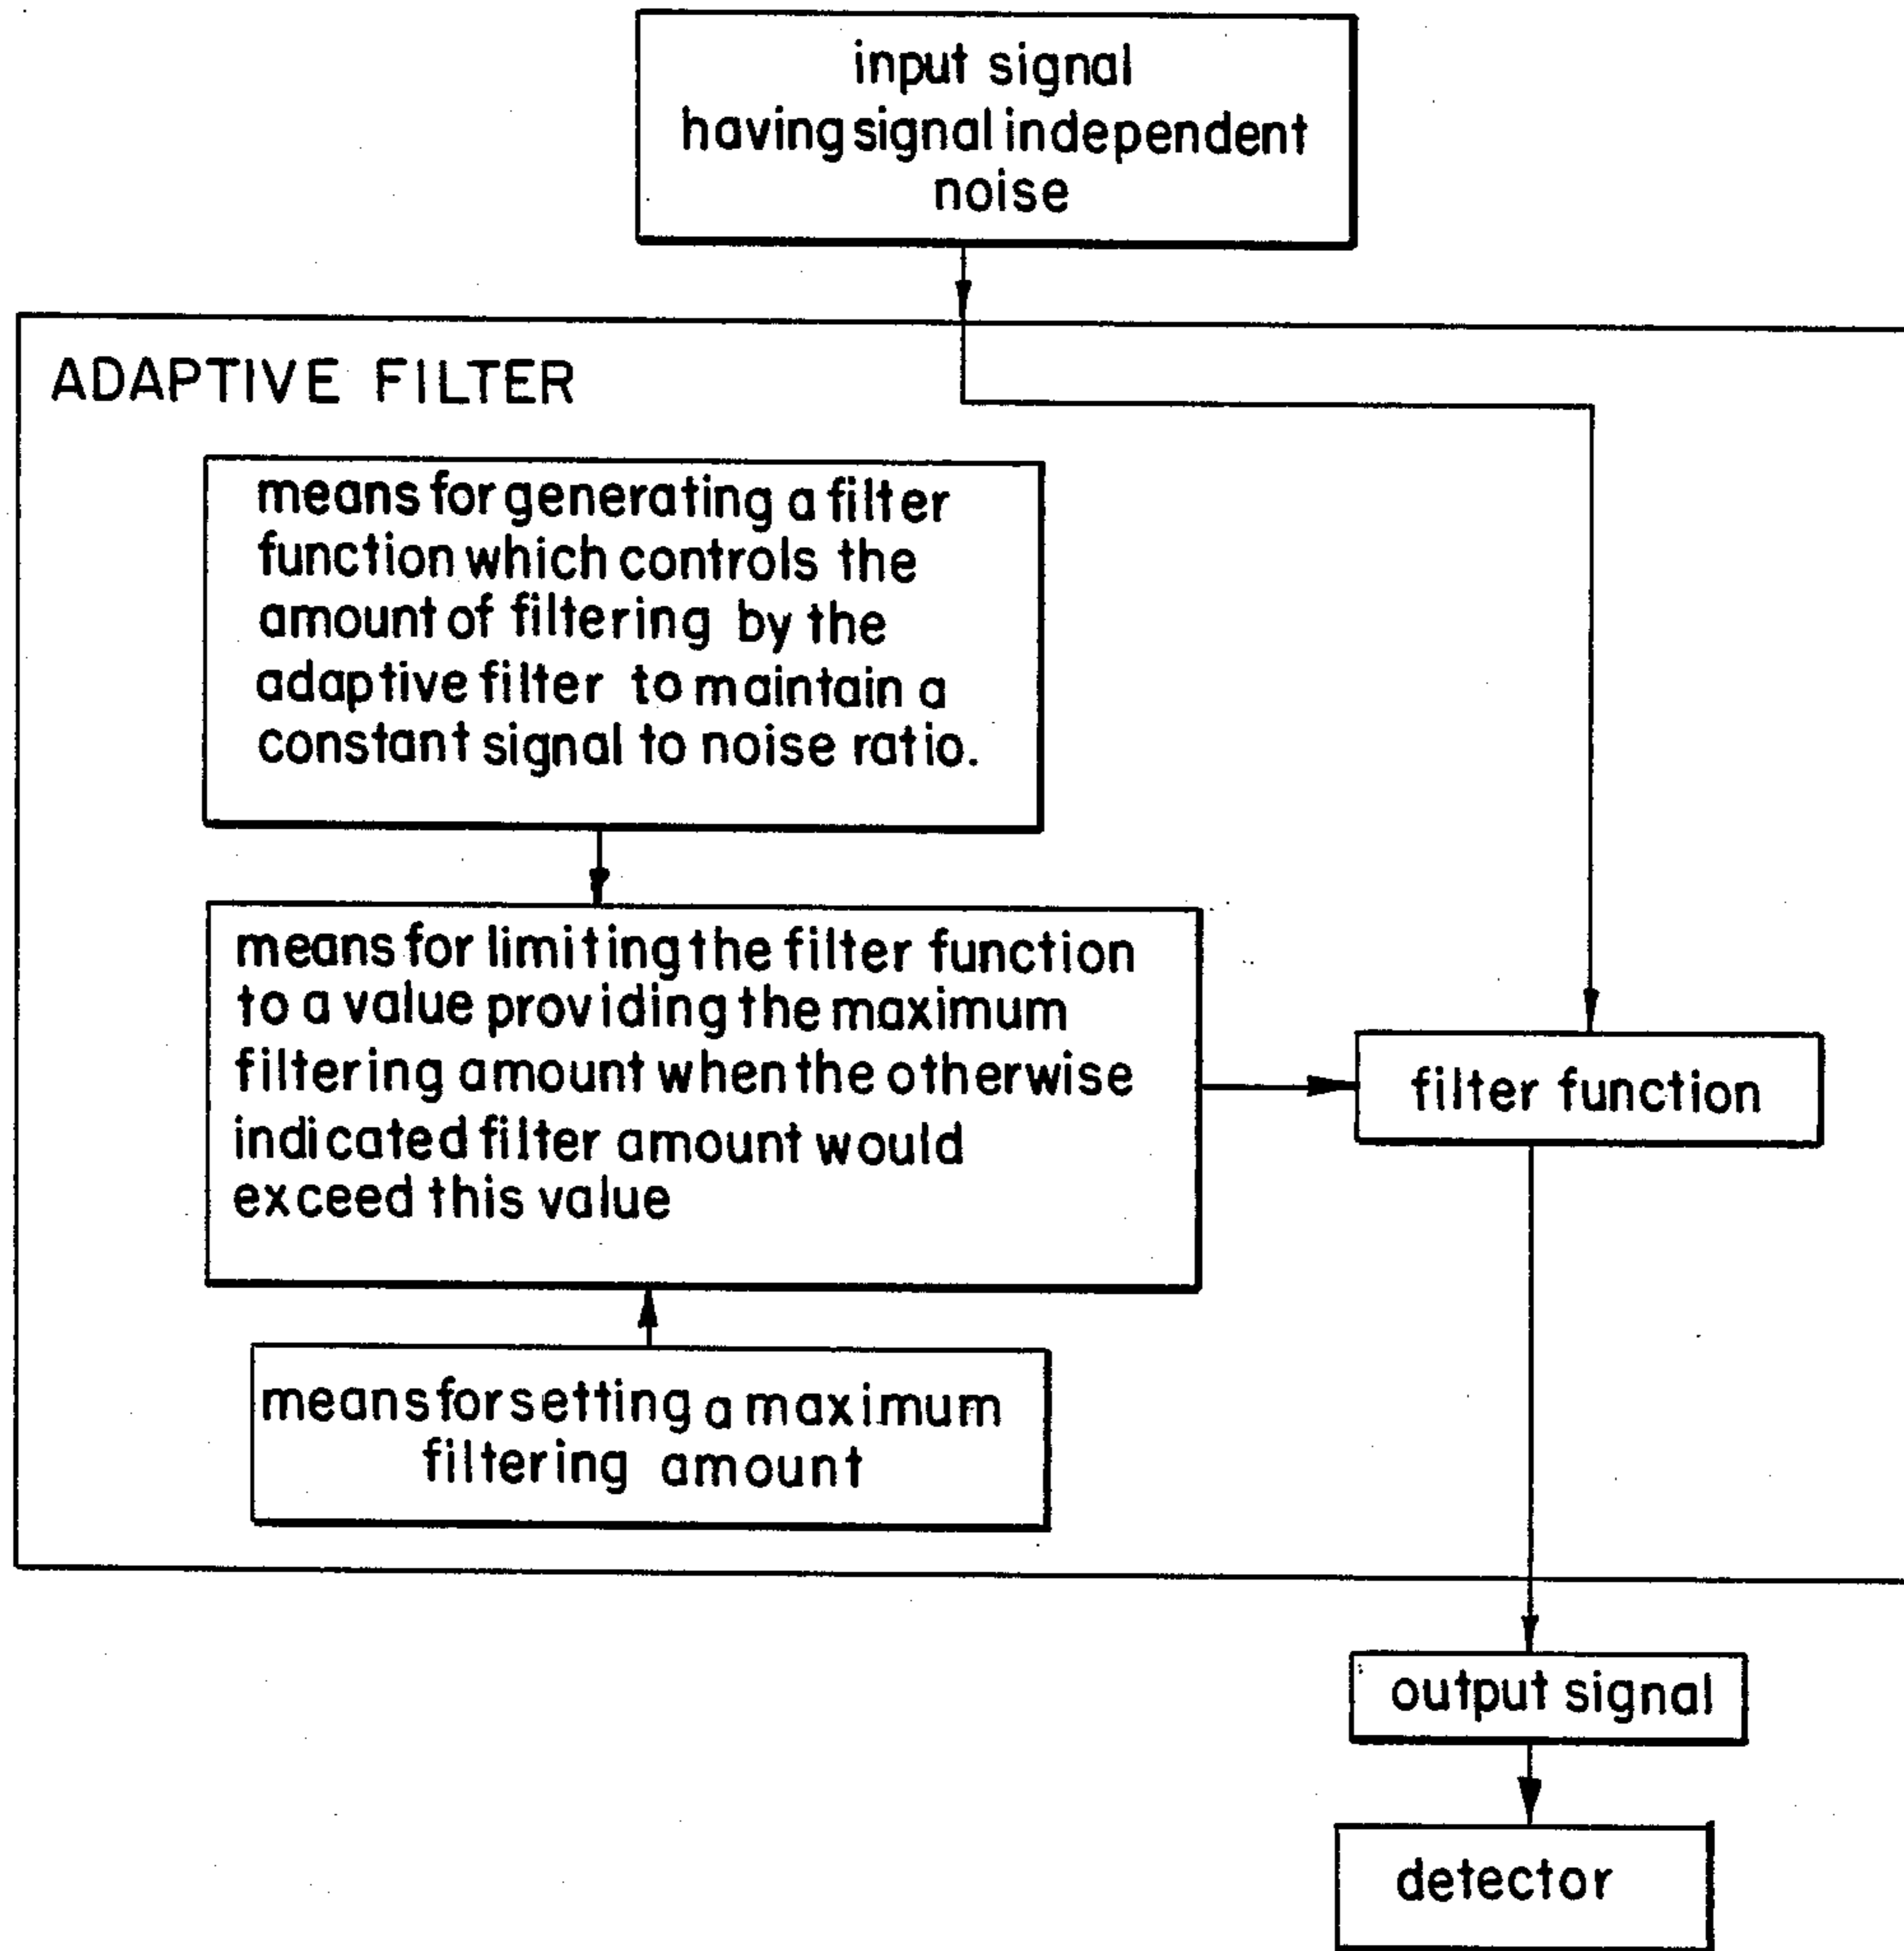 input signal
having signal independent
noise
ADAPTIVE FILTER
means for generating a filter
function which controls the
amount of filtering by the
adaptive filter to maintain a
constant signal to noise ratio.
means for limiting the filter function
to a value providing the maximum
filtering amount when the otherwise
indicated filter amount would
exceed this value
filter function
means for setting a maximum
filtering amount
output signal
detector